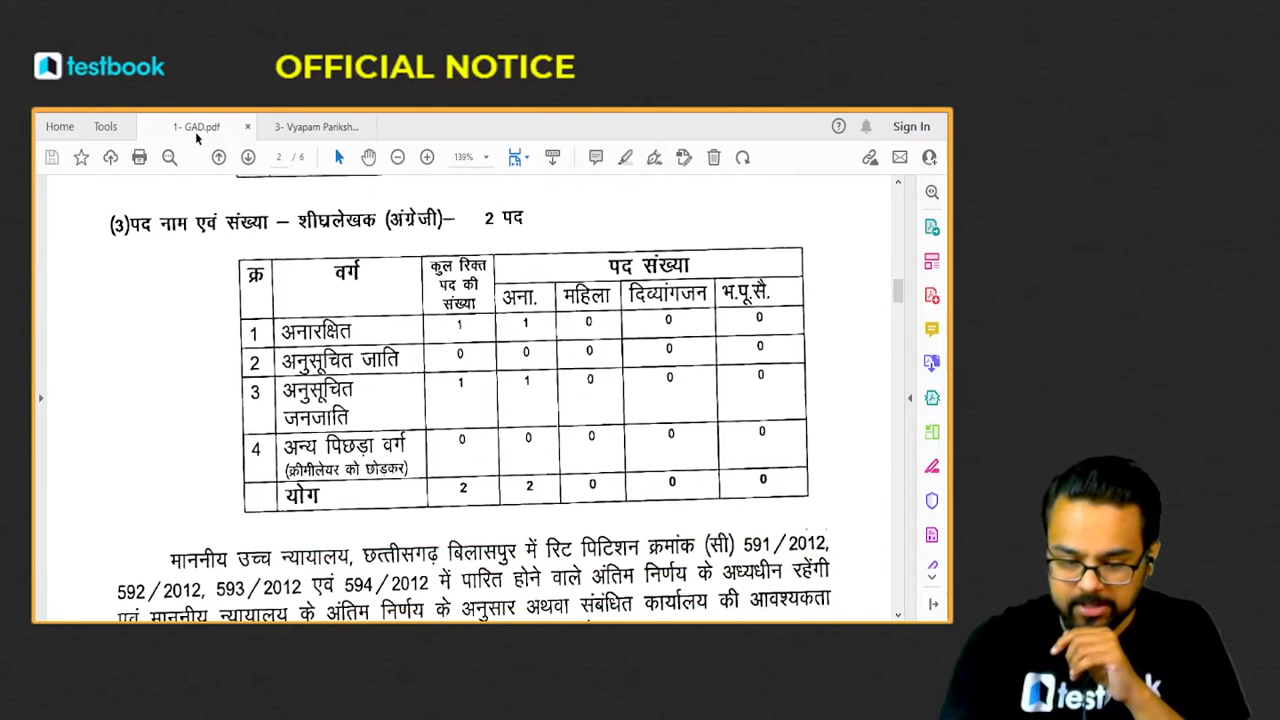 testbook
OFFICIAL NOTICE
Home Tools 1- GAD.pdf × 3- Vyapam Pariksh... Sign In
2 / 6 139%
(3)पद नाम एवं संख्या – शीघ्रलेखक (अंग्रेजी)– 2 पद
क्र वर्ग कुल रिक्त पद की संख्या पद संख्या
अना. महिला दिव्यांगजन भ.पू.सै.
1 अनारक्षित 1 1 0 0 0
2 अनुसूचित जाति 0 0 0 0 0
3 अनुसूचित जनजाति 1 1 0 0 0
4 अन्य पिछड़ा वर्ग (क्रीमीलेयर को छोडकर) 0 0 0 0 0
योग 2 2 0 0 0
माननीय उच्च न्यायालय, छत्तीसगढ़ बिलासपुर में रिट पिटिशन क्रमांक (सी) 591/2012,
592/2012, 593/2012 एवं 594/2012 में पारित होने वाले अंतिम निर्णय के अध्यधीन रहेंगी
एवं माननीय न्यायालय के अंतिम निर्णय के अनुसार अथवा संबंधित कार्यालय की आवश्यकता